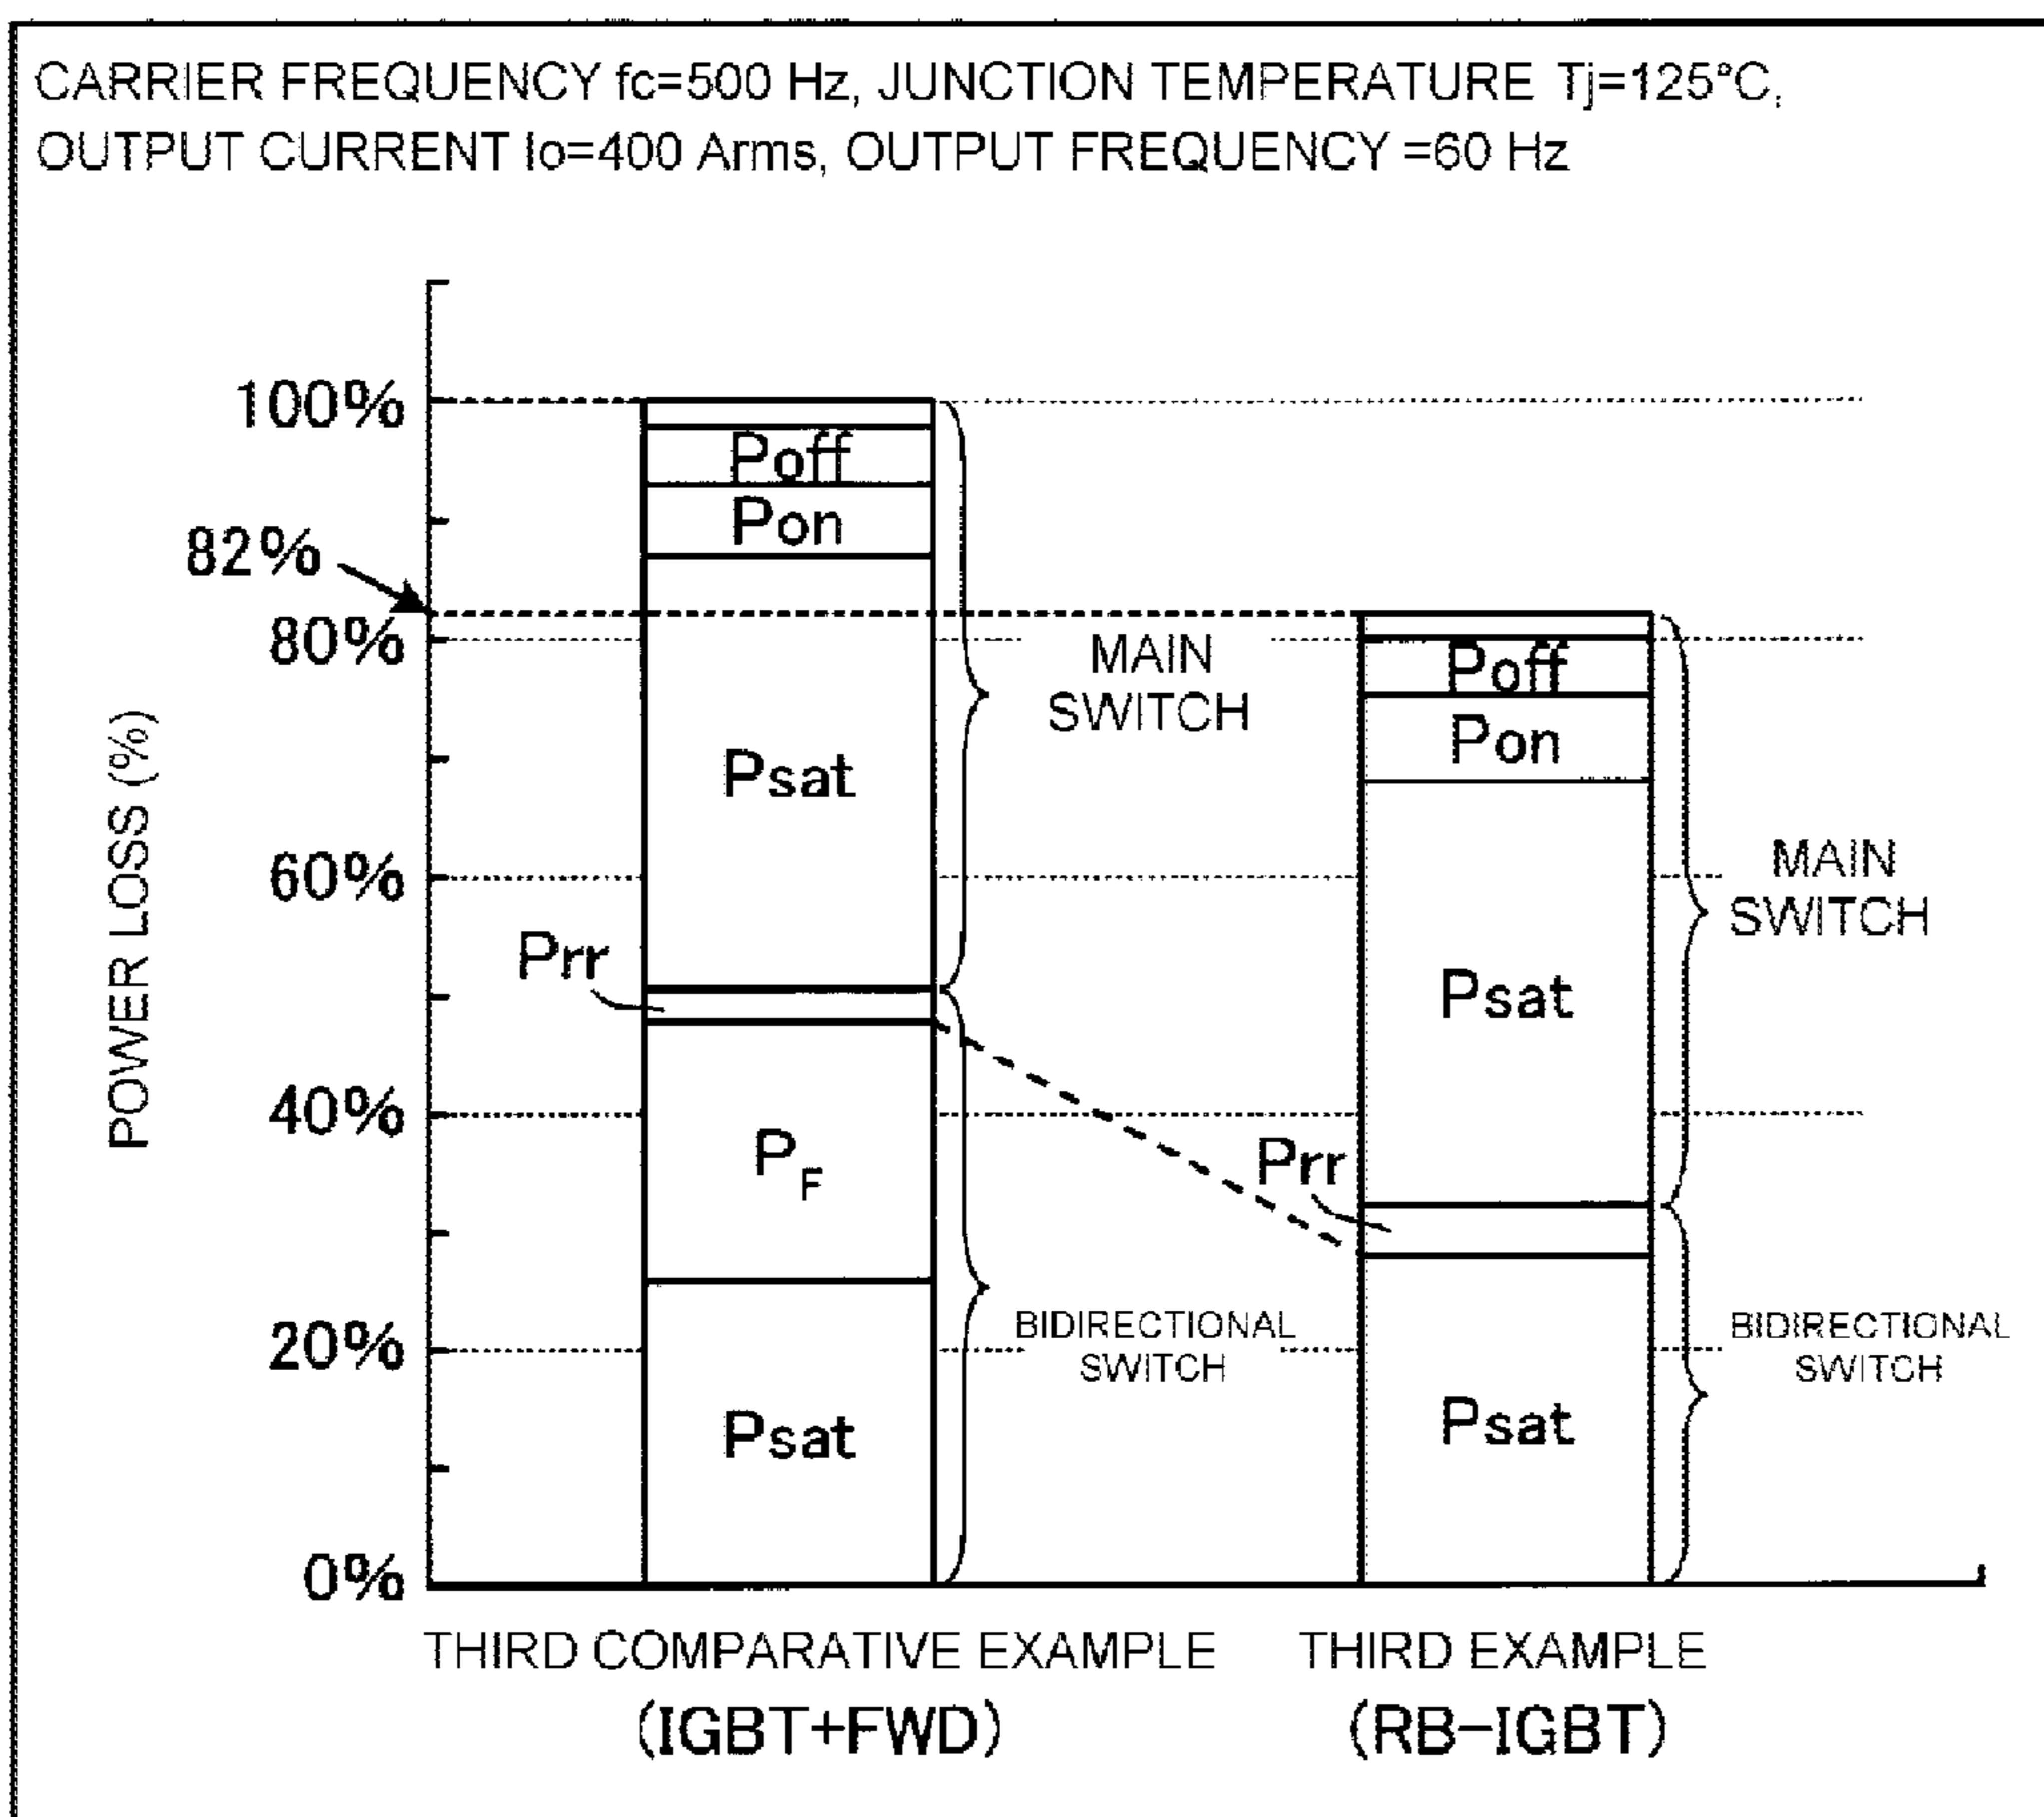 CARRIER FREQUENCY fc=500 Hz, JUNCTION TEMPERATURE Tj=125°C,
OUTPUT CURRENT Io=400 Arms, OUTPUT FREQUENCY =60 Hz
POWER LOSS (%)
100%
82%
80%
60%
40%
20%
0%
Poff
Pon
Psat
Prr
PF
Psat
MAIN
SWITCH
BIDIRECTIONAL
SWITCH
Poff
Pon
Psat
Prr
Psat
MAIN
SWITCH
BIDIRECTIONAL
SWITCH
THIRD COMPARATIVE EXAMPLE
(IGBT+FWD)
THIRD EXAMPLE
(RB-IGBT)